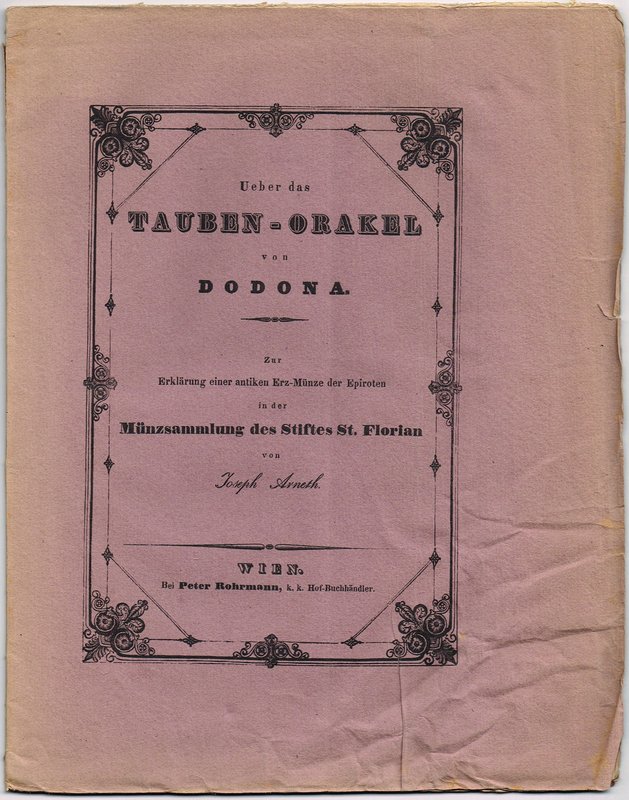 Ueber das
TAUBEN-ORAKEL
von
DODONA.
Zur
Erklärung einer antiken Erz-Münze der Epiroten
in der
Münzsammlung des Stiftes St. Florian
von
Joseph Arneth.
WIEN.
Bei Peter Rohrmann, k. k. Hof-Buchhändler.